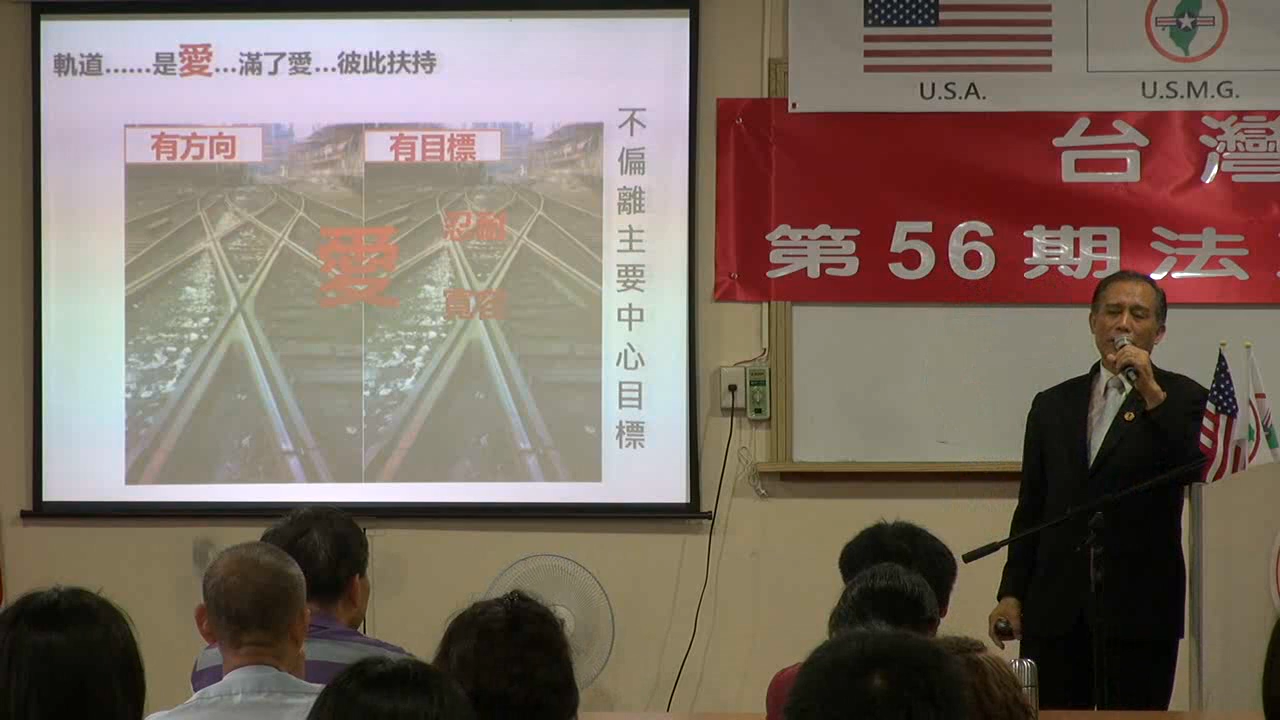 軌道......是愛...滿了愛...彼此扶持
有方向
有目標
愛
忍耐
寬容
不偏離主要中心目標
U.S.A.
U.S.M.G.
台灣
第56期法